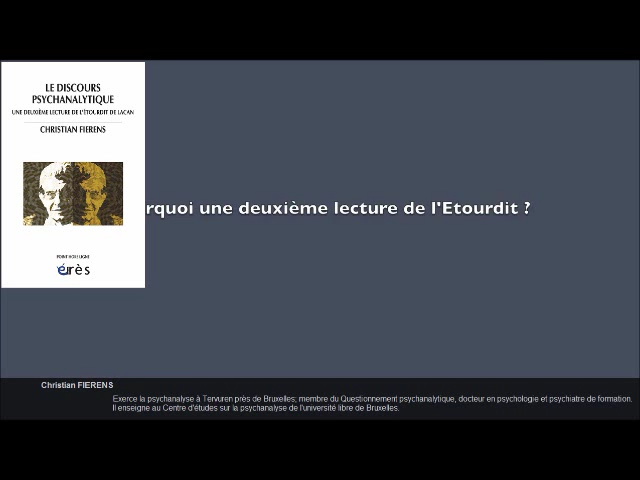 LE DISCOURS
PSYCHANALYTIQUE
UNE DEUXIÈME LECTURE DE L'ÉTOURDIT DE LACAN
CHRISTIAN FIERENS
POINT HORS LIGNE
érès
rquoi une deuxième lecture de l'Etourdit ?
Christian FIERENS
Exerce la psychanalyse à Tervuren près de Bruxelles; membre du Questionnement psychanalytique, docteur en psychologie et psychiatre de formation.
Il enseigne au Centre d'études sur la psychanalyse de l'université libre de Bruxelles.